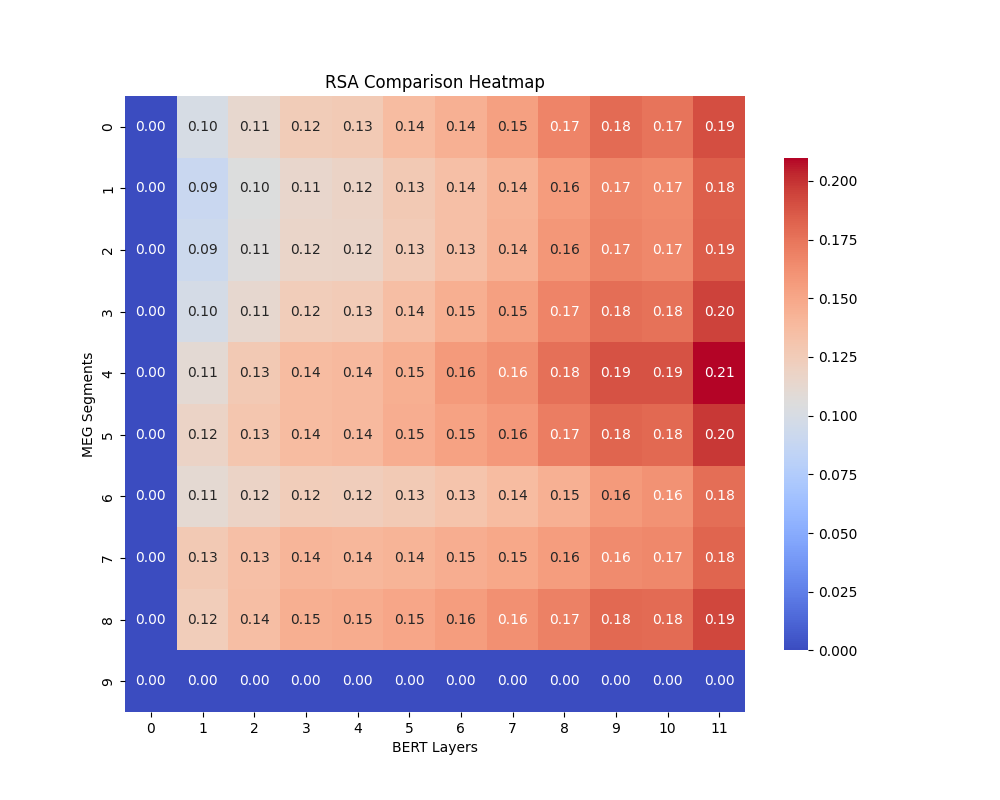 RSA Comparison Heatmap
0 0.00 0.10 0.11 0.12 0.13 0.14 0.14 0.15 0.17 0.18 0.17 0.19
1 0.00 0.09 0.10 0.11 0.12 0.13 0.14 0.14 0.16 0.17 0.17 0.18
2 0.00 0.09 0.11 0.12 0.12 0.13 0.13 0.14 0.16 0.17 0.17 0.19
3 0.00 0.10 0.11 0.12 0.13 0.14 0.15 0.15 0.17 0.18 0.18 0.20
4 0.00 0.11 0.13 0.14 0.14 0.15 0.16 0.16 0.18 0.19 0.19 0.21
5 0.00 0.12 0.13 0.14 0.14 0.15 0.15 0.16 0.17 0.18 0.18 0.20
6 0.00 0.11 0.12 0.12 0.12 0.13 0.13 0.14 0.15 0.16 0.16 0.18
7 0.00 0.13 0.13 0.14 0.14 0.14 0.15 0.15 0.16 0.16 0.17 0.18
8 0.00 0.12 0.14 0.15 0.15 0.15 0.16 0.16 0.17 0.18 0.18 0.19
9 0.00 0.00 0.00 0.00 0.00 0.00 0.00 0.00 0.00 0.00 0.00 0.00
0 1 2 3 4 5 6 7 8 9 10 11
BERT Layers
MEG Segments
0.200
0.175
0.150
0.125
0.100
0.075
0.050
0.025
0.000